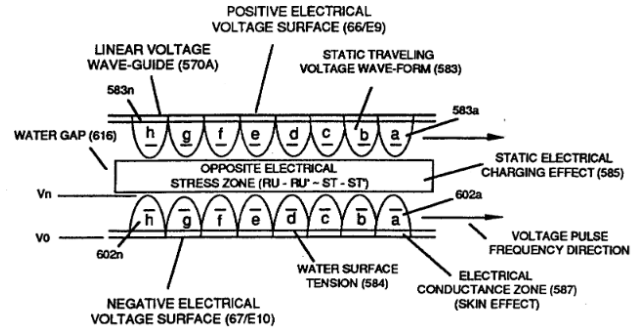 POSITIVE ELECTRICAL
VOLTAGE SURFACE (66/E9)
LINEAR VOLTAGE
WAVE-GUIDE (570A)
STATIC TRAVELING
VOLTAGE WAVE-FORM (583)
583n
583a
h g f e d c b a
WATER GAP (616)
OPPOSITE ELECTRICAL
STRESS ZONE (RU - RU' ~ ST - ST')
STATIC ELECTRICAL
CHARGING EFFECT (585)
Vn
602a
h g f e d c b a
V0
602n
VOLTAGE PULSE
FREQUENCY DIRECTION
WATER SURFACE
TENSION (584)
ELECTRICAL
CONDUCTANCE ZONE (587)
(SKIN EFFECT)
NEGATIVE ELECTRICAL
VOLTAGE SURFACE (67/E10)